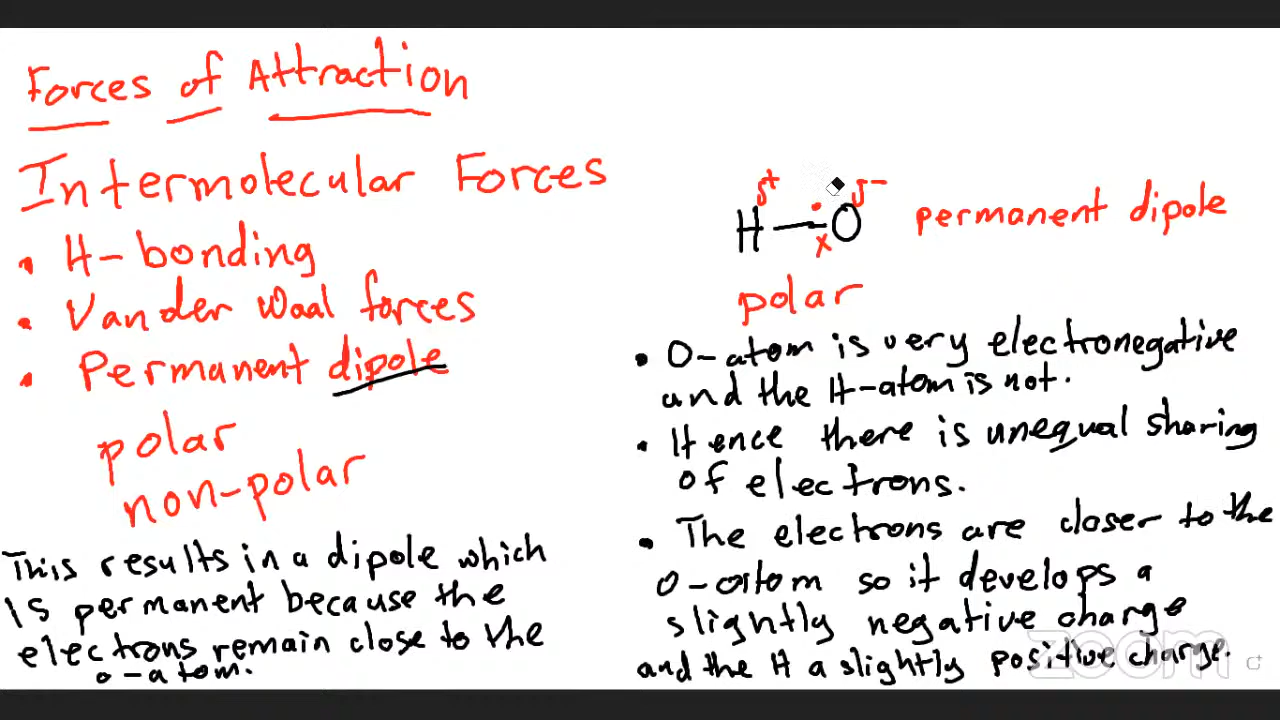 Forces of Attraction
Intermolecular Forces
• H-bonding
• Van der Waal forces
• Permanent dipole
polar
non-polar
This results in a dipole which
is permanent because the
electrons remain close to the
o-atom.
δ+ δ-
H — O permanent dipole
x
polar
• O-atom is very electronegative
and the H-atom is not.
• Hence there is unequal sharing
of electrons.
• The electrons are closer to the
O-atom so it develops a
slightly negative charge
and the H a slightly positive charge.
zoom